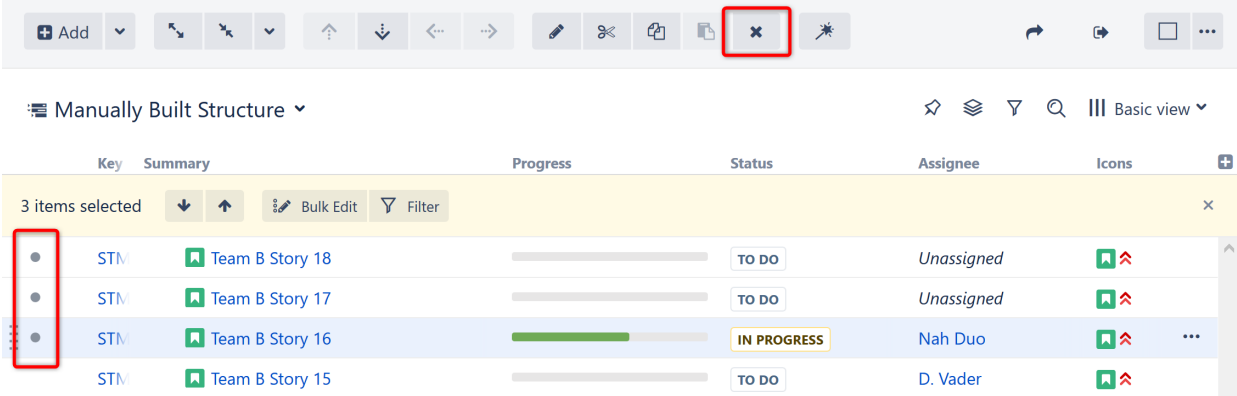 Add
Manually Built Structure
Basic view
Key Summary Progress Status Assignee Icons
3 items selected Bulk Edit Filter
STM Team B Story 18 TO DO Unassigned
STM Team B Story 17 TO DO Unassigned
STM Team B Story 16 IN PROGRESS Nah Duo
STM Team B Story 15 TO DO D. Vader